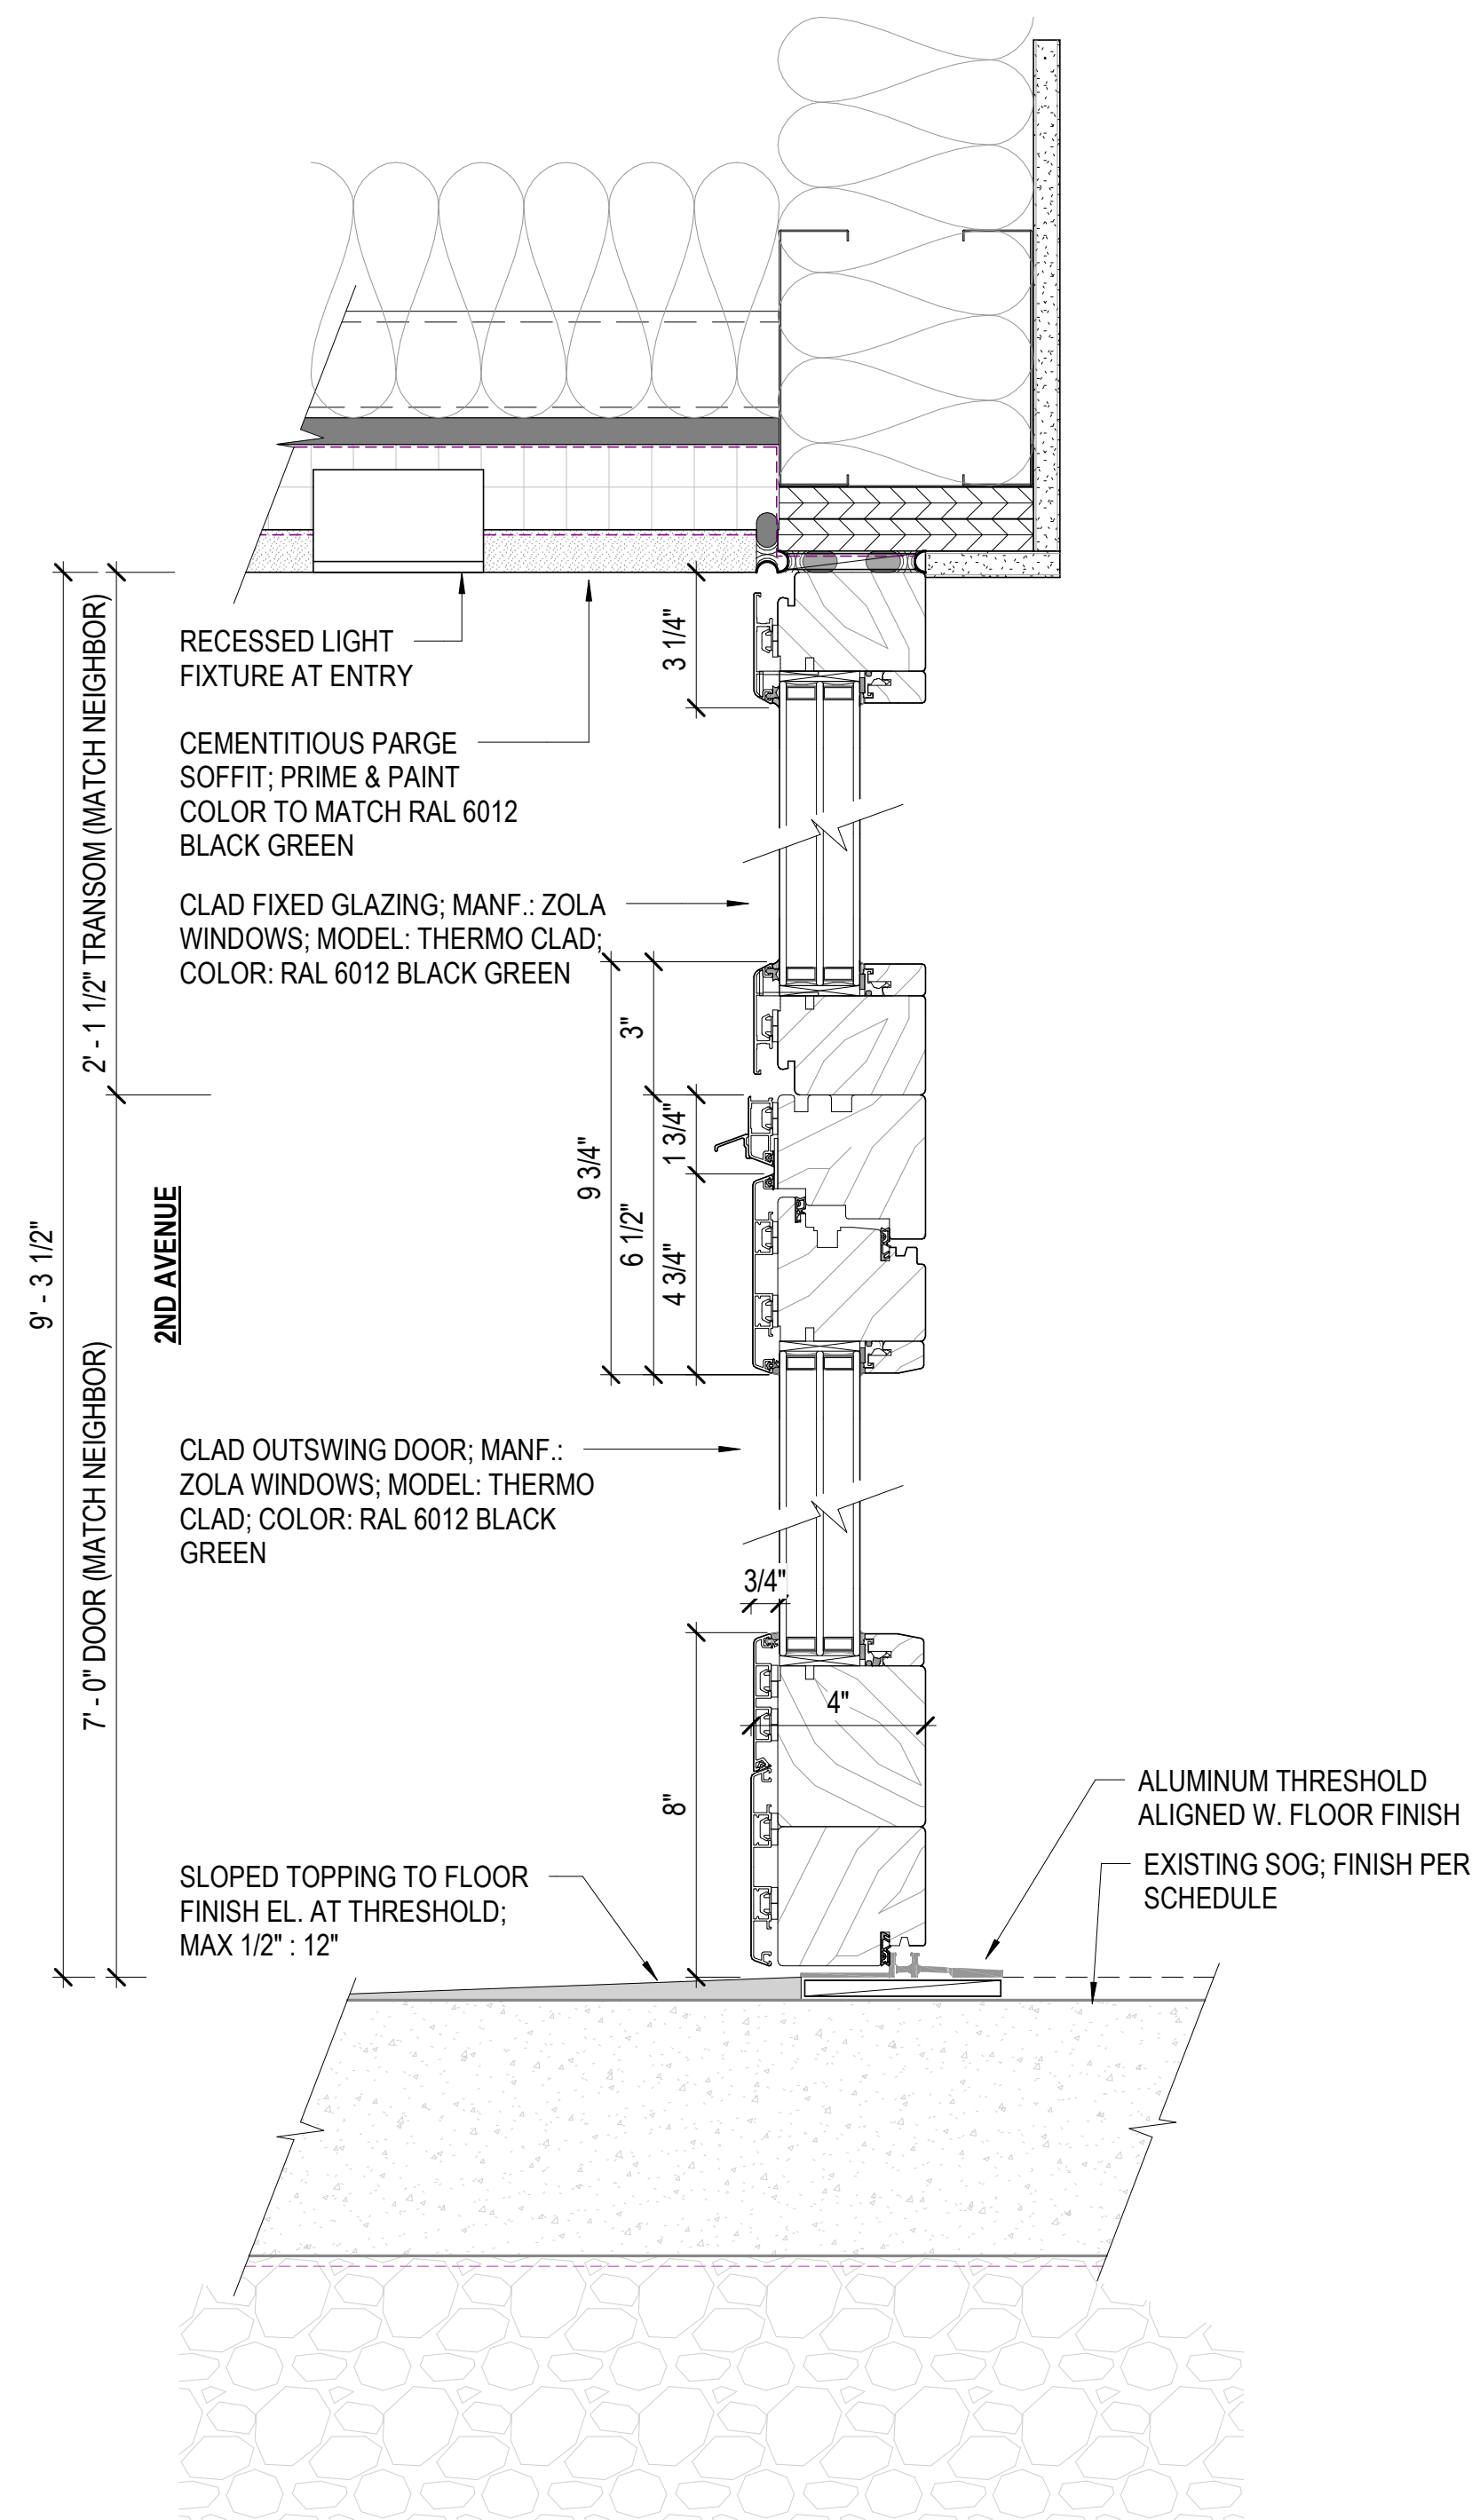 RECESSED LIGHT
FIXTURE AT ENTRY
3 1/4"
CEMENTITIOUS PARGE
SOFFIT; PRIME & PAINT
COLOR TO MATCH RAL 6012
BLACK GREEN
2' - 1 1/2" TRANSOM (MATCH NEIGHBOR)
CLAD FIXED GLAZING; MANF.: ZOLA
WINDOWS; MODEL: THERMO CLAD;
COLOR: RAL 6012 BLACK GREEN
3"
1 3/4"
9 3/4"
6 1/2"
4 3/4"
9' - 3 1/2"
2ND AVENUE
7' - 0" DOOR (MATCH NEIGHBOR)
CLAD OUTSWING DOOR; MANF.:
ZOLA WINDOWS; MODEL: THERMO
CLAD; COLOR: RAL 6012 BLACK
GREEN
3/4"
4"
8"
ALUMINUM THRESHOLD
ALIGNED W. FLOOR FINISH
EXISTING SOG; FINISH PER
SCHEDULE
SLOPED TOPPING TO FLOOR
FINISH EL. AT THRESHOLD;
MAX 1/2" : 12"